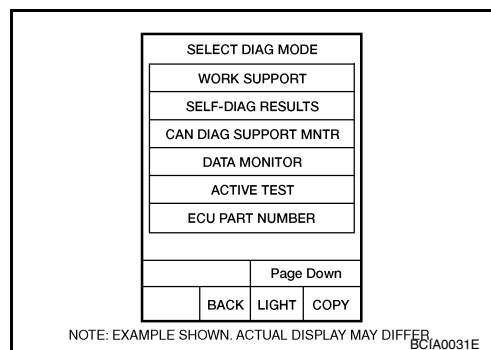 SELECT DIAG MODE
WORK SUPPORT
SELF-DIAG RESULTS
CAN DIAG SUPPORT MNTR
DATA MONITOR
ACTIVE TEST
ECU PART NUMBER
Page Down
BACK LIGHT COPY
NOTE: EXAMPLE SHOWN. ACTUAL DISPLAY MAY DIFFER.
BCIA0031E